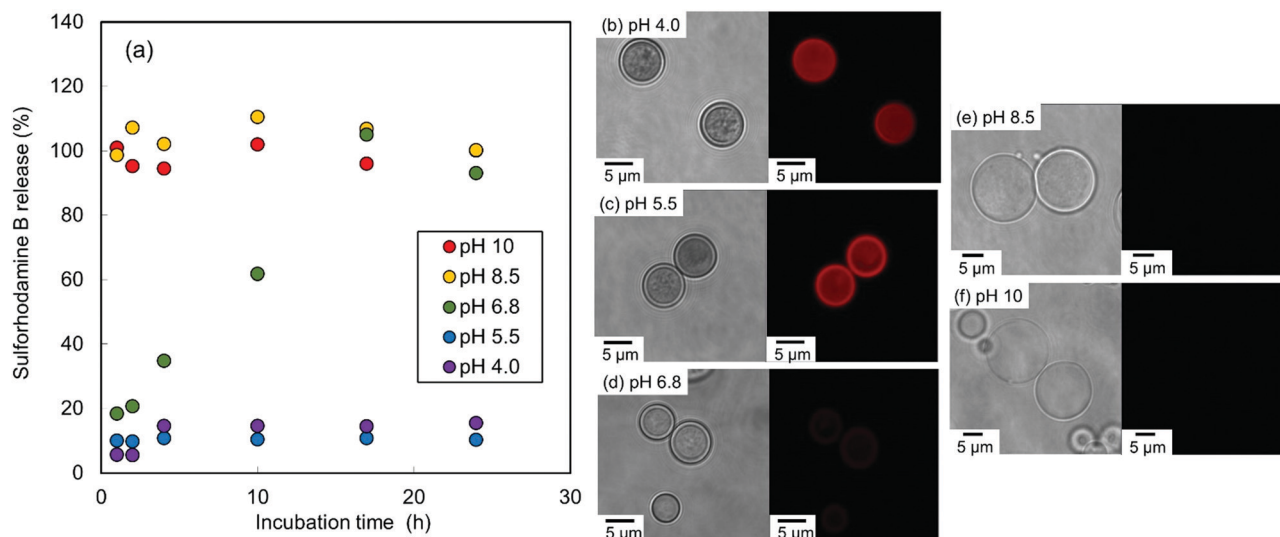 (a)
Sulforhodamine B release (%)
140
120
100
80
60
40
20
0
0 10 20 30
Incubation time (h)
pH 10
pH 8.5
pH 6.8
pH 5.5
pH 4.0
(b) pH 4.0
5 µm 5 µm
(c) pH 5.5
5 µm 5 µm
(d) pH 6.8
5 µm 5 µm
(e) pH 8.5
5 µm 5 µm
(f) pH 10
5 µm 5 µm